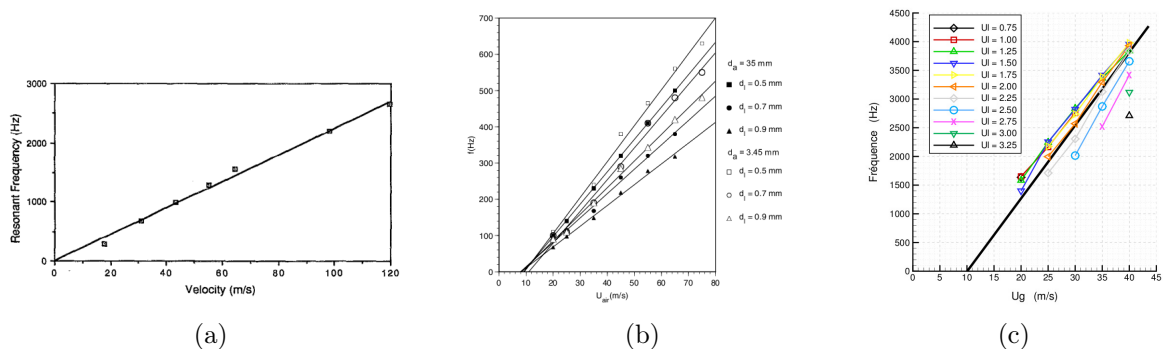 3000
2000
1000
0
Resonant Frequency (Hz)
0 20 40 60 80 100 120
Velocity (m/s)
(a)
700
600
500
400
300
200
100
0
f(Hz)
0 10 20 30 40 50 60 70 80
U_air(m/s)
d_a = 35 mm
d_l = 0.5 mm
d_l = 0.7 mm
d_l = 0.9 mm
d_a = 3.45 mm
d_l = 0.5 mm
d_l = 0.7 mm
d_l = 0.9 mm
(b)
Ul = 0.75
Ul = 1.00
Ul = 1.25
Ul = 1.50
Ul = 1.75
Ul = 2.00
Ul = 2.25
Ul = 2.50
Ul = 2.75
Ul = 3.00
Ul = 3.25
4500
4000
3500
3000
2500
2000
1500
1000
500
0
Fréquence (Hz)
0 5 10 15 20 25 30 35 40 45
Ug (m/s)
(c)